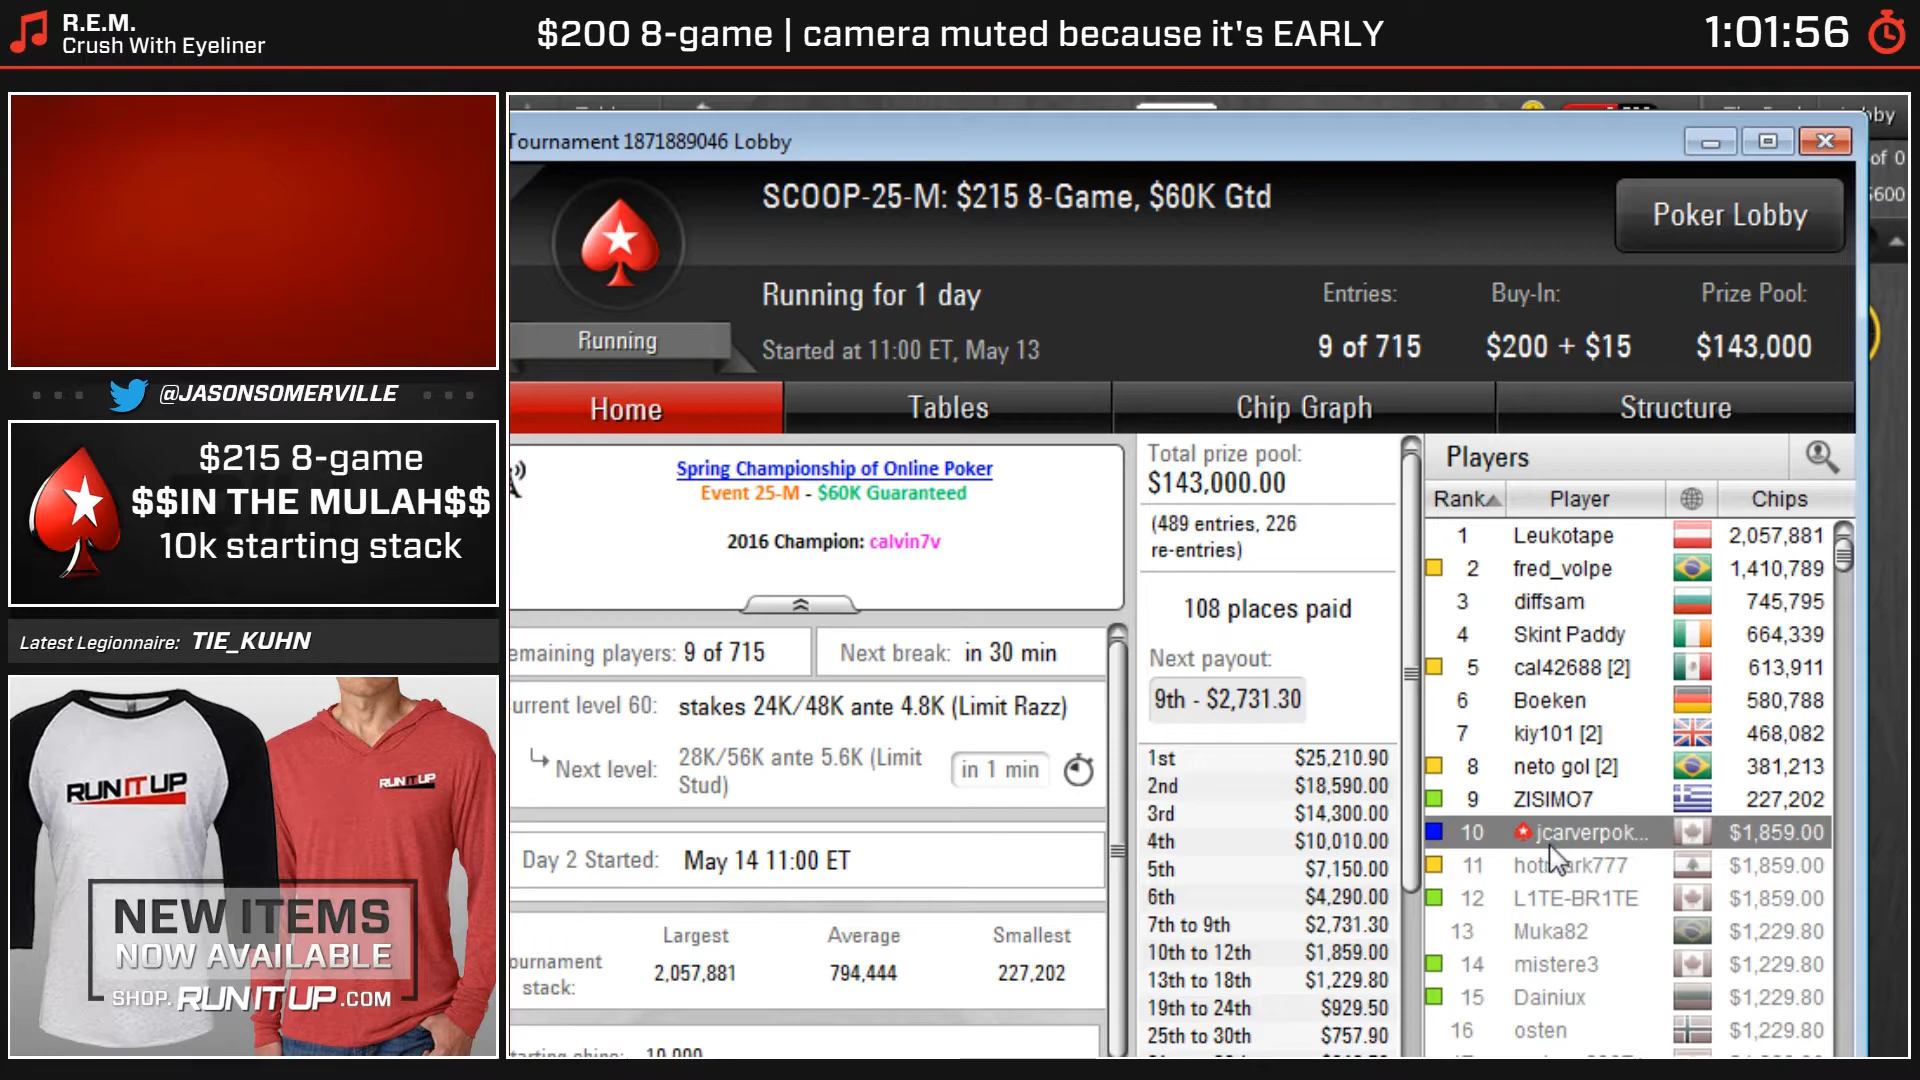 R.E.M.
Crush With Eyeliner
$200 8-game | camera muted because it's EARLY
1:01:56
@JASONSOMERVILLE
$215 8-game
$$IN THE MULAH$$
10k starting stack
Latest Legionnaire: TIE_KUHN
RUN IT UP
RUN IT UP
NEW ITEMS
NOW AVAILABLE
SHOP.RUNITUP.COM
Tournament 1871889046 Lobby
of 0
$600
SCOOP-25-M: $215 8-Game, $60K Gtd
Poker Lobby
Running
Running for 1 day
Started at 11:00 ET, May 13
Entries: Buy-In: Prize Pool:
9 of 715 $200 + $15 $143,000
Home Tables Chip Graph Structure
Spring Championship of Online Poker
Event 25-M - $60K Guaranteed
2016 Champion: calvin7v
emaining players: 9 of 715
Next break: in 30 min
urrent level 60: stakes 24K/48K ante 4.8K (Limit Razz)
Next level: 28K/56K ante 5.6K (Limit
Stud)
in 1 min
Day 2 Started: May 14 11:00 ET
Largest Average Smallest
ournament
stack:
2,057,881 794,444 227,202
10,000
Total prize pool:
$143,000.00
(489 entries, 226
re-entries)
108 places paid
Next payout:
9th - $2,731.30
1st $25,210.90
2nd $18,590.00
3rd $14,300.00
4th $10,010.00
5th $7,150.00
6th $4,290.00
7th to 9th $2,731.30
10th to 12th $1,859.00
13th to 18th $1,229.80
19th to 24th $929.50
25th to 30th $757.90
Players
Rank Player Chips
1 Leukotape 2,057,881
2 fred_volpe 1,410,789
3 diffsam 745,795
4 Skint Paddy 664,339
5 cal42688 [2] 613,911
6 Boeken 580,788
7 kiy101 [2] 468,082
8 neto gol [2] 381,213
9 ZISIMO7 227,202
10 jcarverpok... $1,859.00
11 $1,859.00
12 L1TE-BR1TE $1,859.00
13 Muka82 $1,229.80
14 mistere3 $1,229.80
15 Dainiux $1,229.80
16 osten $1,229.80